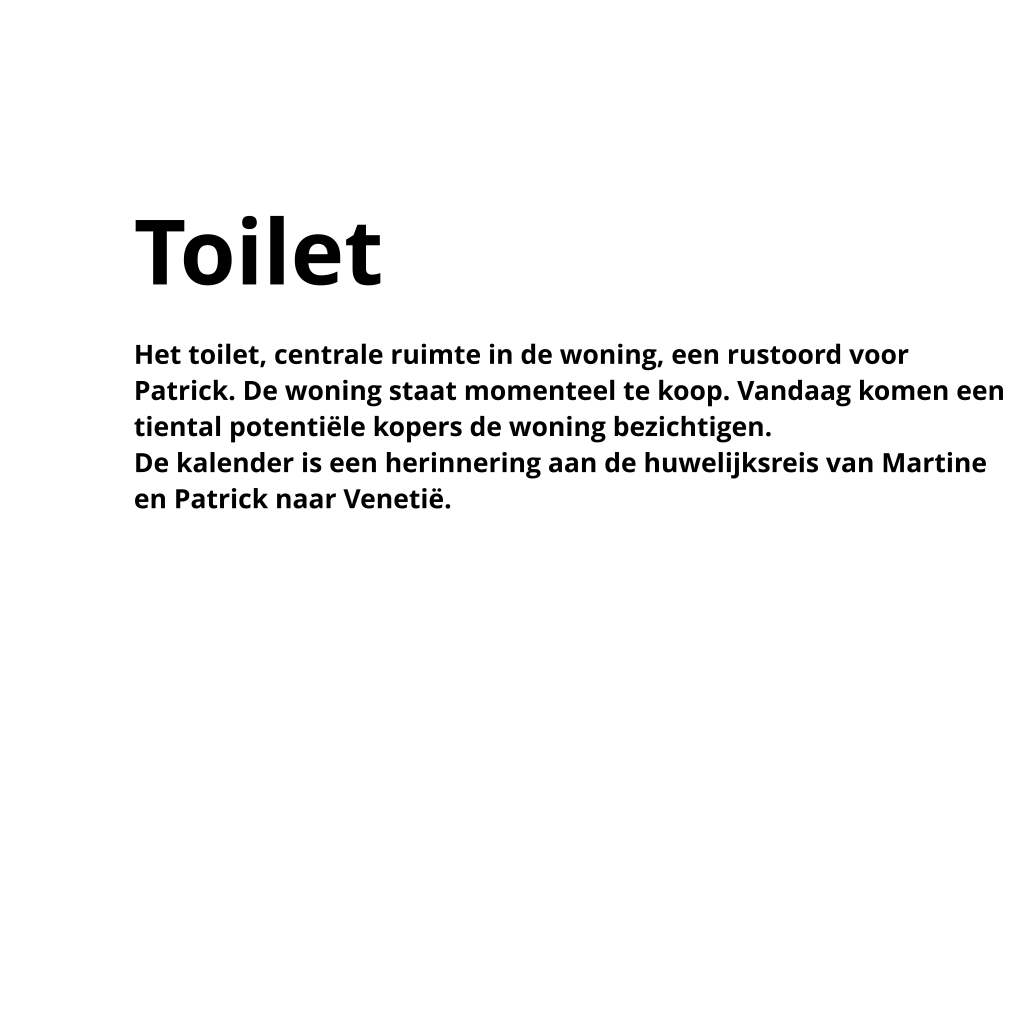 Toilet
Het toilet, centrale ruimte in de woning, een rustoord voor
Patrick. De woning staat momenteel te koop. Vandaag komen een
tiental potentiële kopers de woning bezichtigen.
De kalender is een herinnering aan de huwelijksreis van Martine
en Patrick naar Venetië.